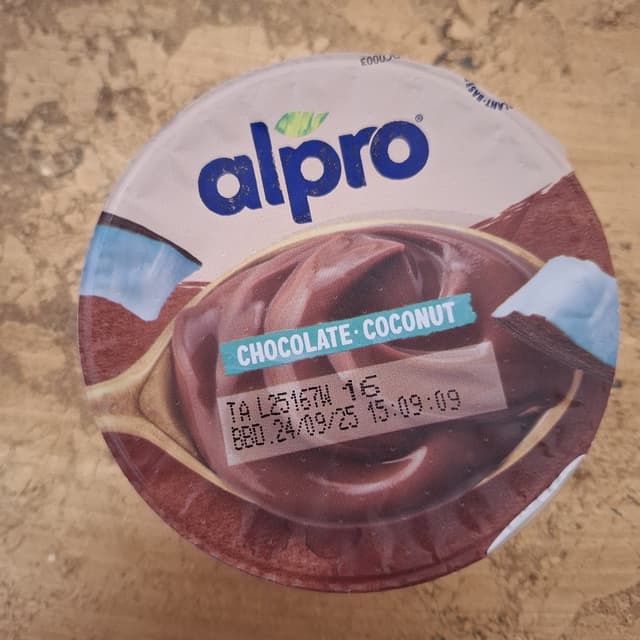 alpro®
CHOCOLATE · COCONUT
TA L25167W 16
BBD.24/09/25 15:09:09